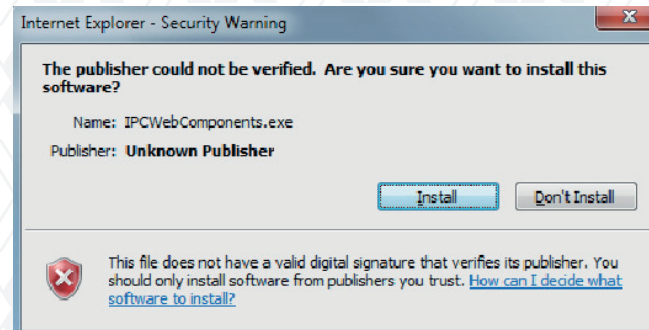 Internet Explorer - Security Warning
The publisher could not be verified. Are you sure you want to install this
software?
Name: IPCWebComponents.exe
Publisher: Unknown Publisher
Install
Don't Install
This file does not have a valid digital signature that verifies its publisher. You
should only install software from publishers you trust. How can I decide what
software to install?